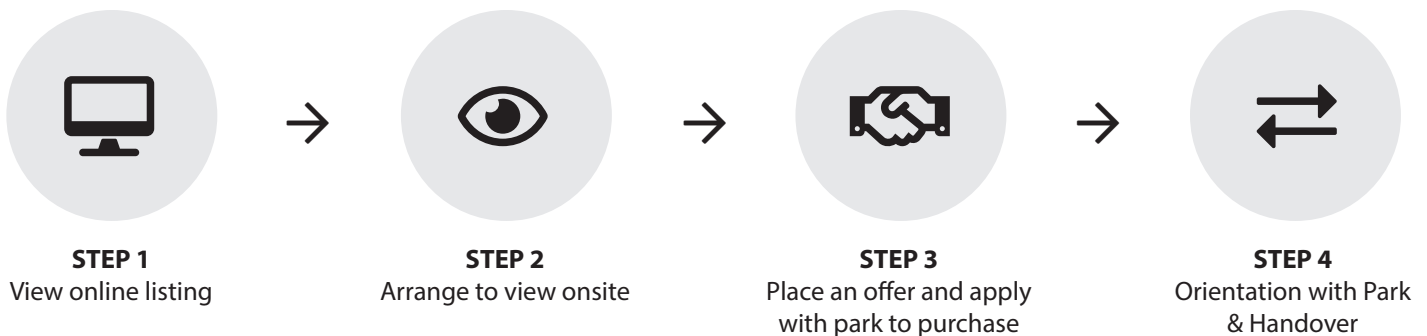 STEP 1
View online listing
STEP 2
Arrange to view onsite
STEP 3
Place an offer and apply
with park to purchase
STEP 4
Orientation with Park
& Handover